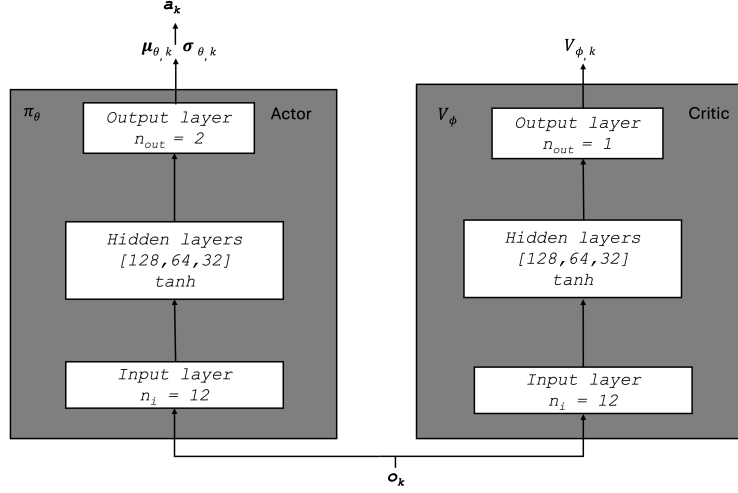 a_k
μ_θ,k σ_θ,k
π_θ
Actor
Output layer
n_out = 2
Hidden layers
[128,64,32]
tanh
Input layer
n_i = 12
V_ϕ,k
V_ϕ
Critic
Output layer
n_out = 1
Hidden layers
[128,64,32]
tanh
Input layer
n_i = 12
o_k